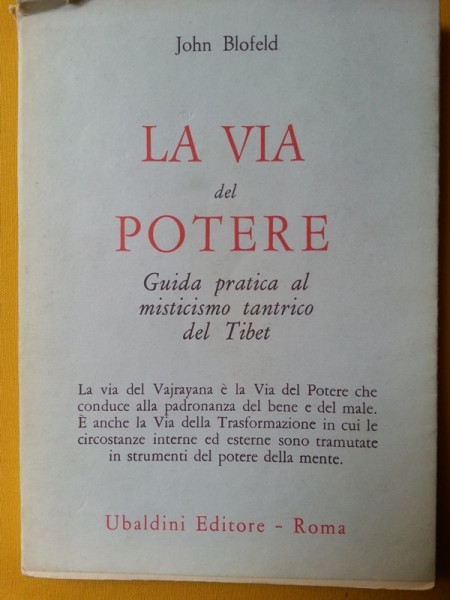 John Blofeld
LA VIA
del
POTERE
Guida pratica al
misticismo tantrico
del Tibet
La via del Vajrayana è la Via del Potere che
conduce alla padronanza del bene e del male.
È anche la Via della Trasformazione in cui le
circostanze interne ed esterne sono tramutate
in strumenti del potere della mente.
Ubaldini Editore - Roma